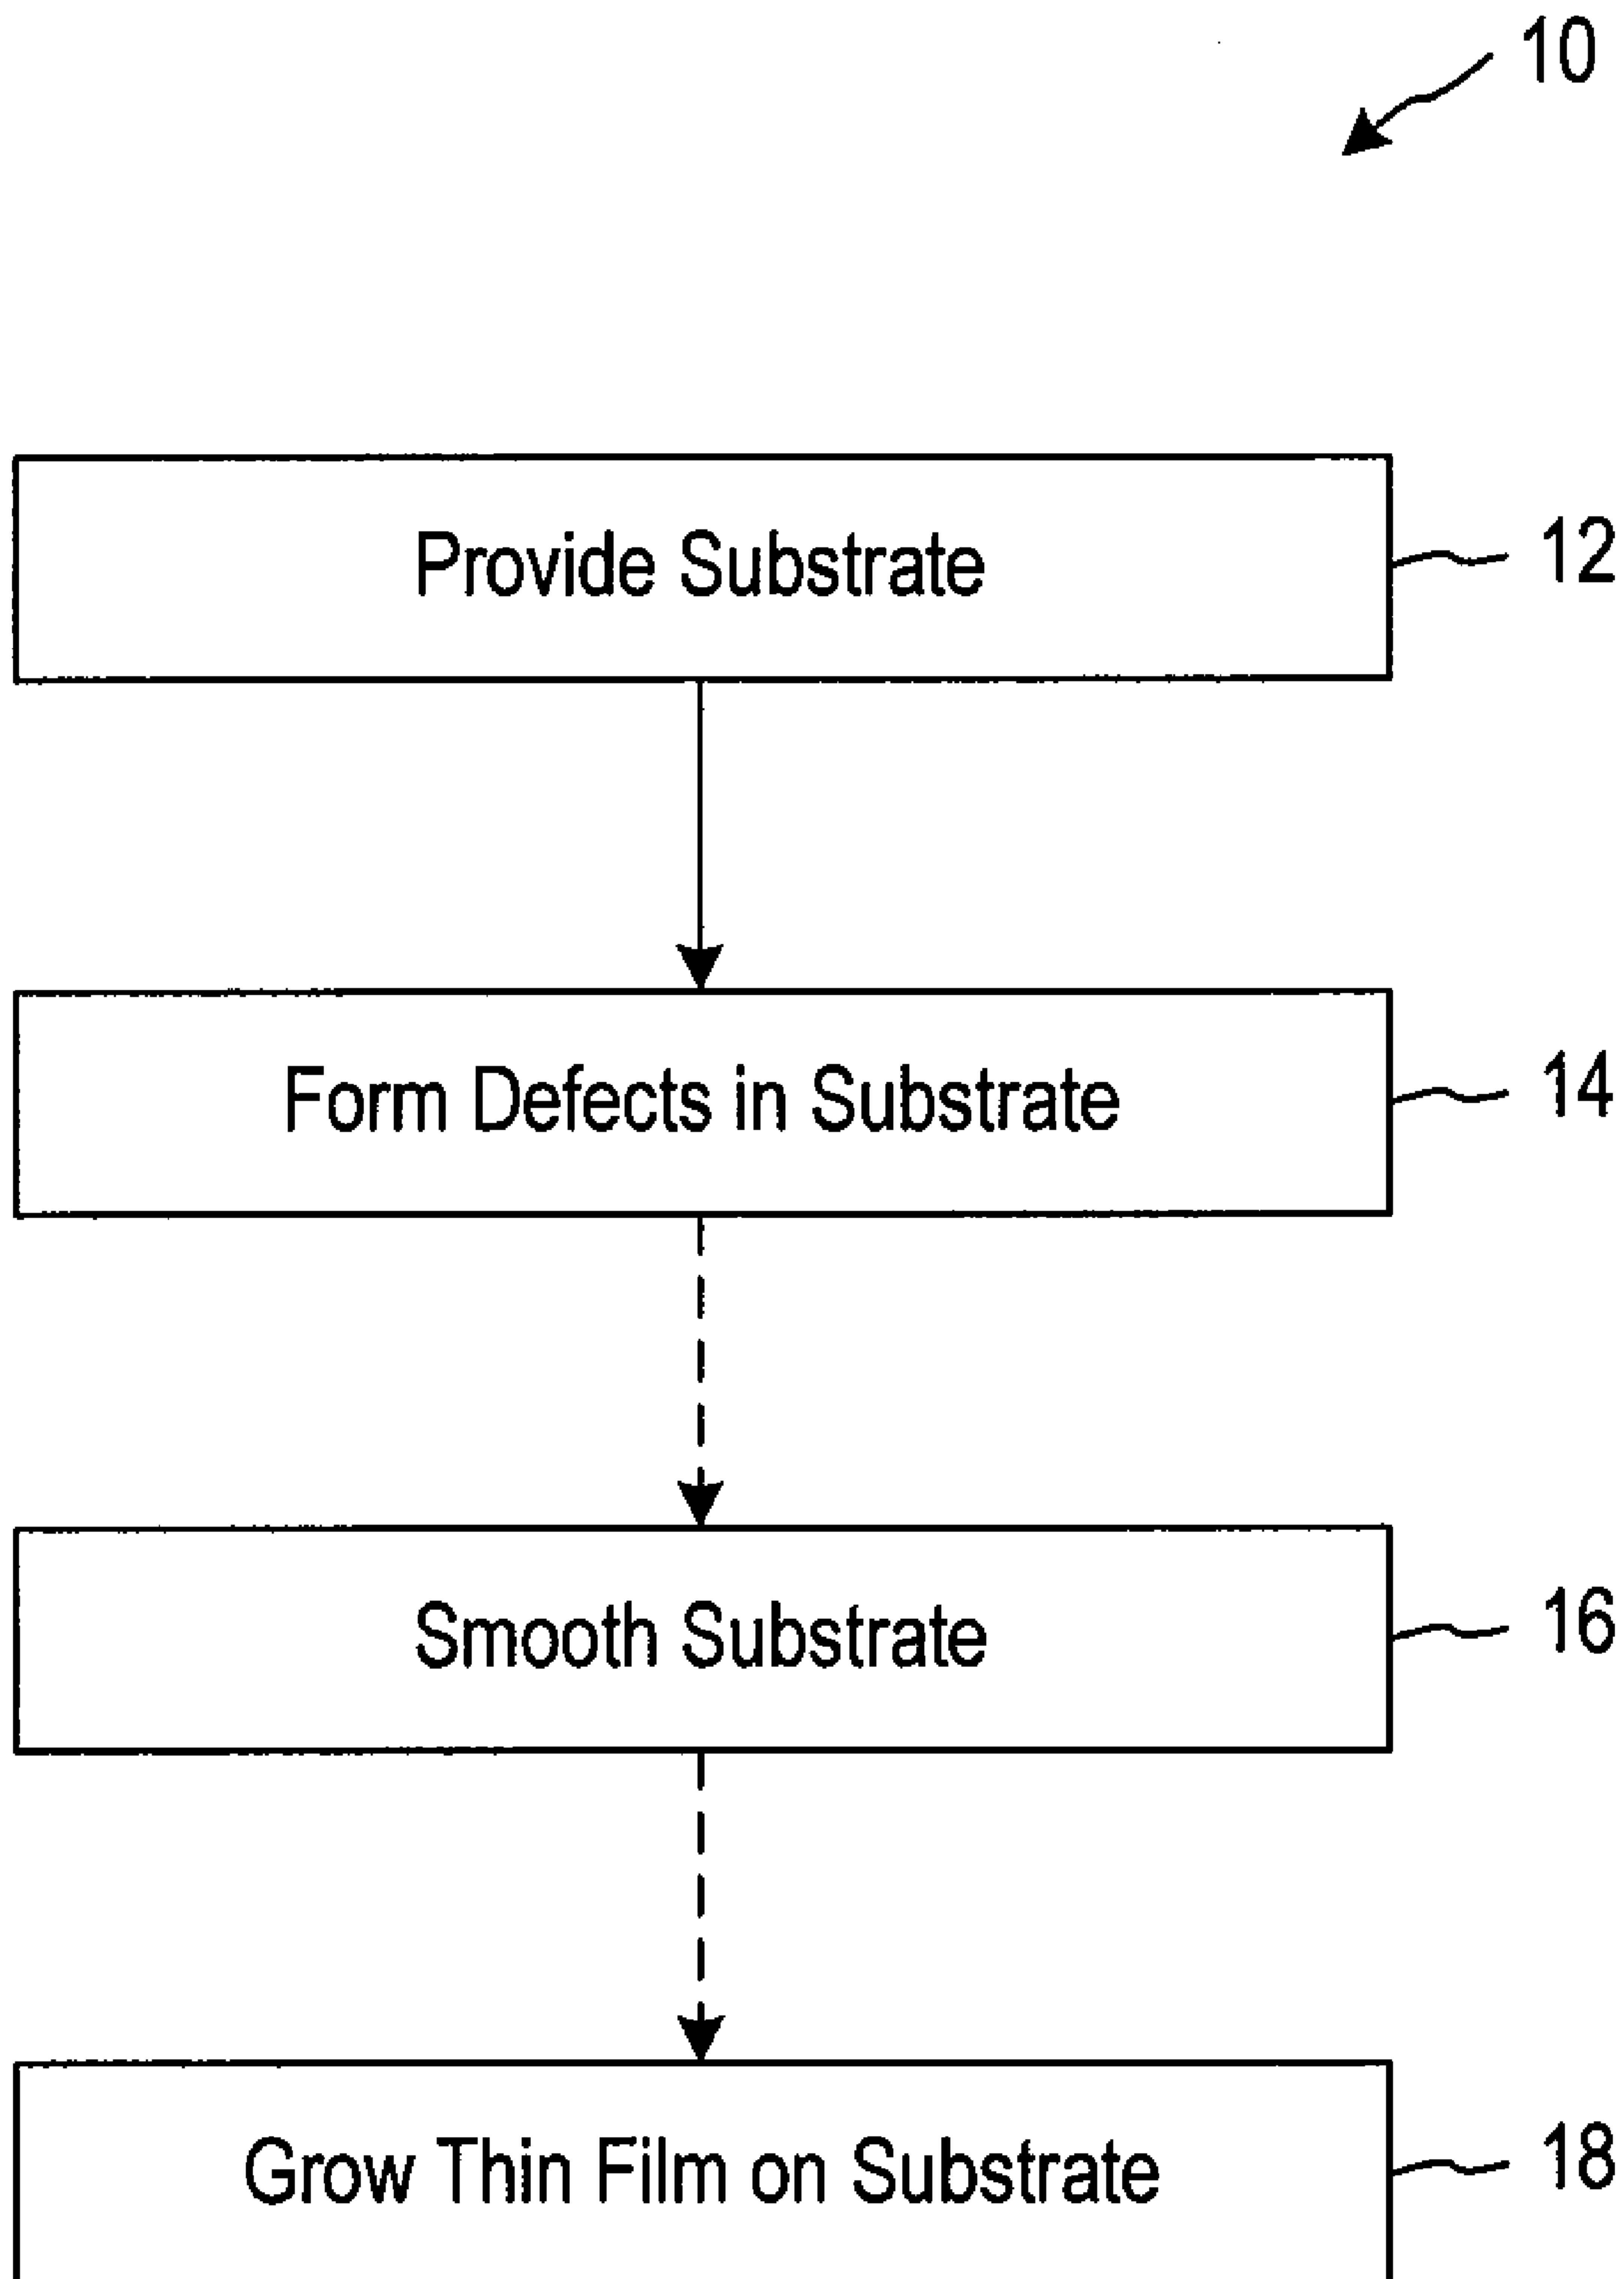 10
Provide Substrate
12
Form Defects in Substrate
14
Smooth Substrate
16
Grow Thin Film on Substrate
18